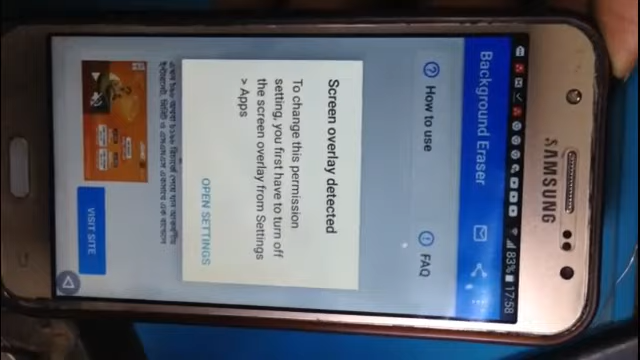 SAMSUNG
83% 17:58
Background Eraser
How to use
FAQ
Screen overlay detected
To change this permission
setting, you first have to turn off
the screen overlay from Settings
> Apps
OPEN SETTINGS
VISIT SITE